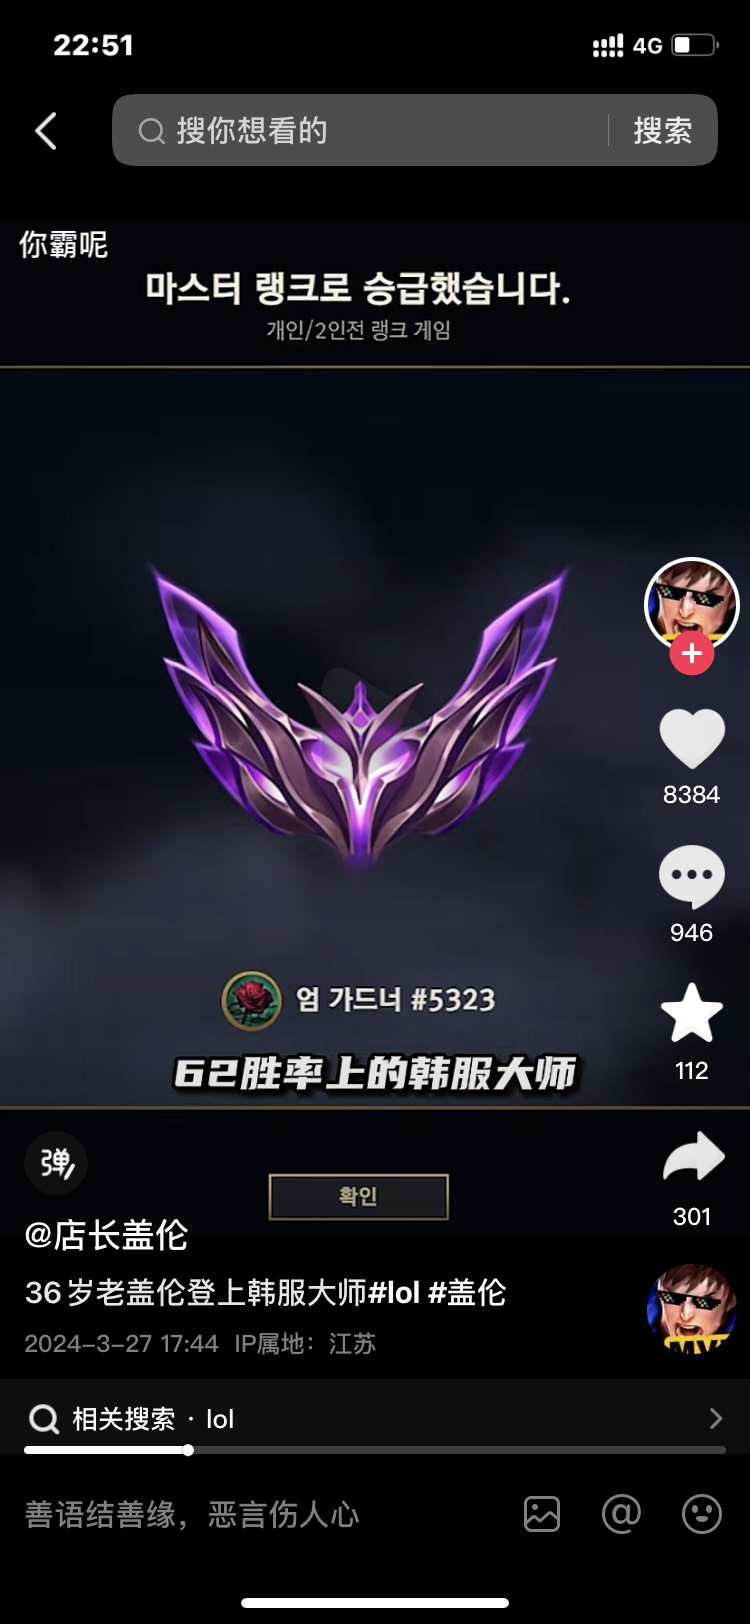 22:51
4G
搜你想看的
搜索
你霸呢
마스터 랭크로 승급했습니다.
개인/2인전 랭크 게임
8384
946
엄 가드너 #5323
112
62胜率上的韩服大师
弹
확인
301
@店长盖伦
36岁老盖伦登上韩服大师#lol #盖伦
2024-3-27 17:44 IP属地：江苏
相关搜索 · lol
善语结善缘，恶言伤人心